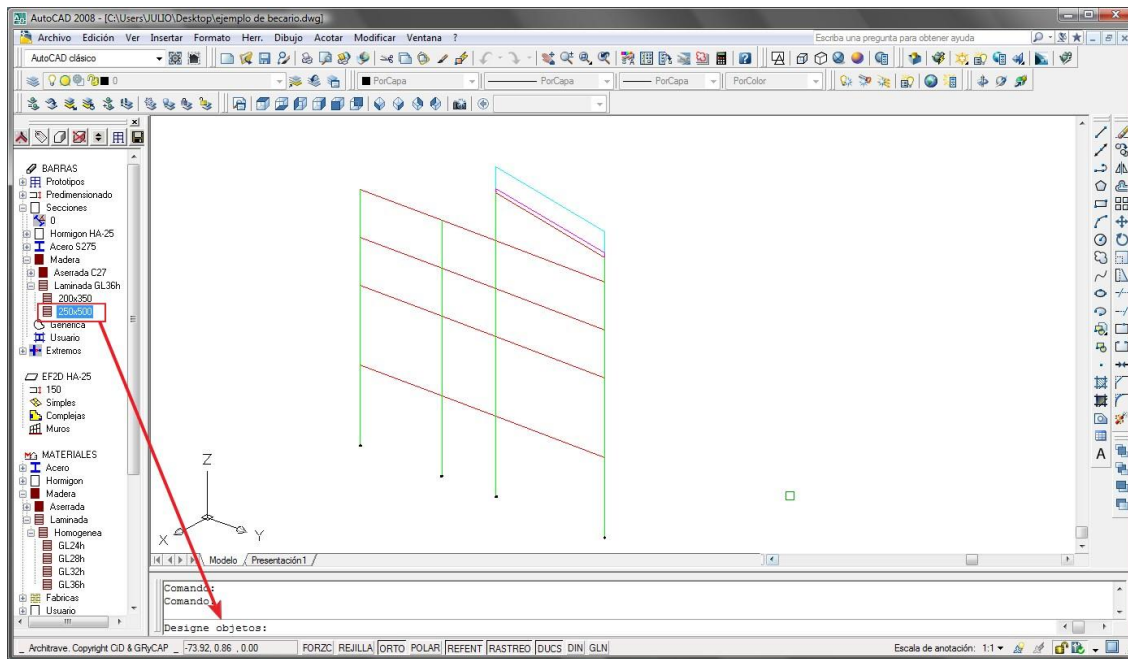 AutoCAD 2008 - [C:\Users\JULIO\Desktop\ejemplo de becario.dwg]
Archivo Edición Ver Insertar Formato Herr. Dibujo Acotar Modificar Ventana ?
Escriba una pregunta para obtener ayuda
AutoCAD clásico
0
PorCapa
PorCapa
PorCapa
PorColor
BARRAS
Prototipos
Predimensionado
Secciones
0
Hormigon HA-25
Acero S275
Madera
Aserrada C27
Laminada GL36h
200x350
250x500
Generica
Usuario
Extremos
EF2D HA-25
150
Simples
Complejas
Muros
MATERIALES
Acero
Hormigon
Madera
Aserrada
Laminada
Homogenea
GL24h
GL28h
GL32h
GL36h
Fabricas
Usuario
Z
X
Y
A
Modelo
Presentación1
Comando:
Comando
Designe objetos:
_ Architrave. Copyright CiD & GRyCAP _ -73.92, 0.86 , 0.00 FORZC REJILLA ORTO POLAR REFENT RASTREO DUCS DIN GLN Escala de anotación: 1:1